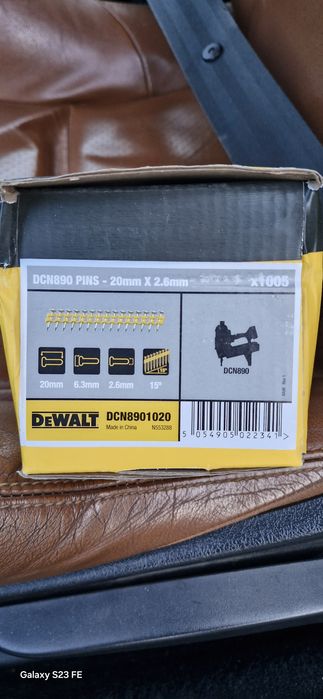 DCN890 PINS - 20mm X 2.6mm x1005
DCN890
20mm 6.3mm 2.6mm 15°
DEWALT DCN8901020
Made in China N553288
5 054905 022341 >
Galaxy S23 FE